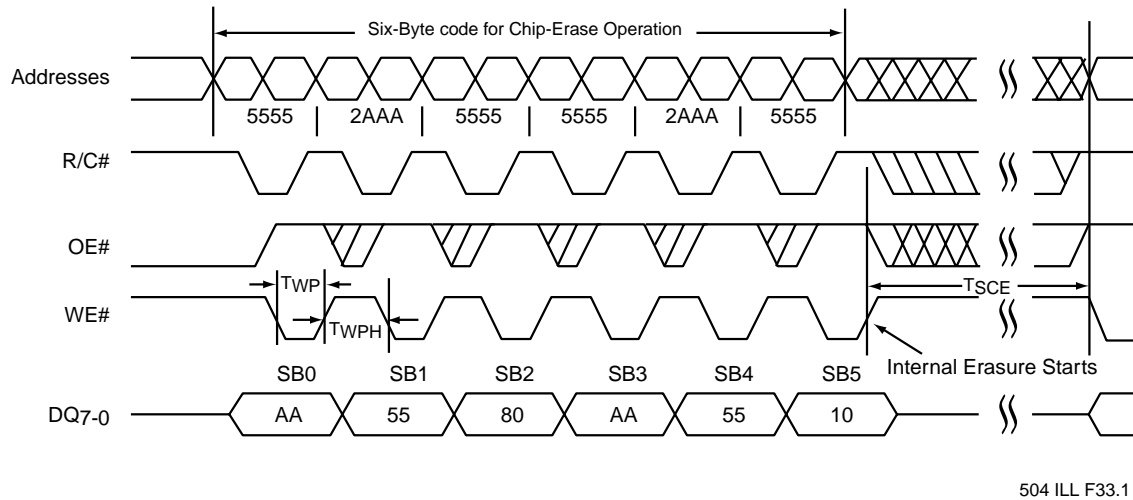 Six-Byte code for Chip-Erase Operation
Addresses
5555 2AAA 5555 5555 2AAA 5555
R/C#
OE#
TWP
TSCE
WE#
TWPH
Internal Erasure Starts
SB0 SB1 SB2 SB3 SB4 SB5
DQ7-0
AA 55 80 AA 55 10
504 ILL F33.1